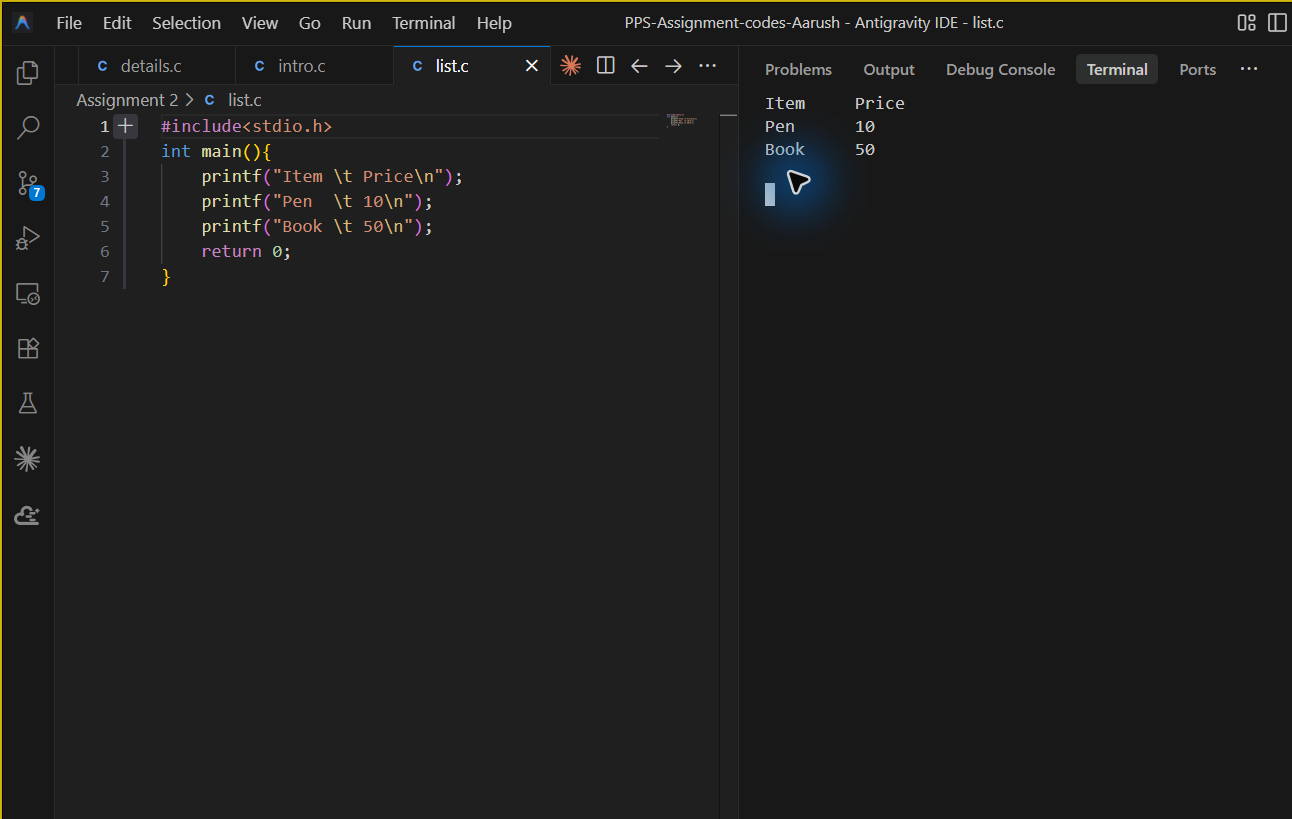 File Edit Selection View Go Run Terminal Help PPS-Assignment-codes-Aarush - Antigravity IDE - list.c
C details.c C intro.c C list.c
Assignment 2 > C list.c
1 #include<stdio.h>
2 int main(){
3 printf("Item \t Price\n");
4 printf("Pen  \t 10\n");
5 printf("Book \t 50\n");
6 return 0;
7 }
7
Problems Output Debug Console Terminal Ports
Item Price
Pen 10
Book 50